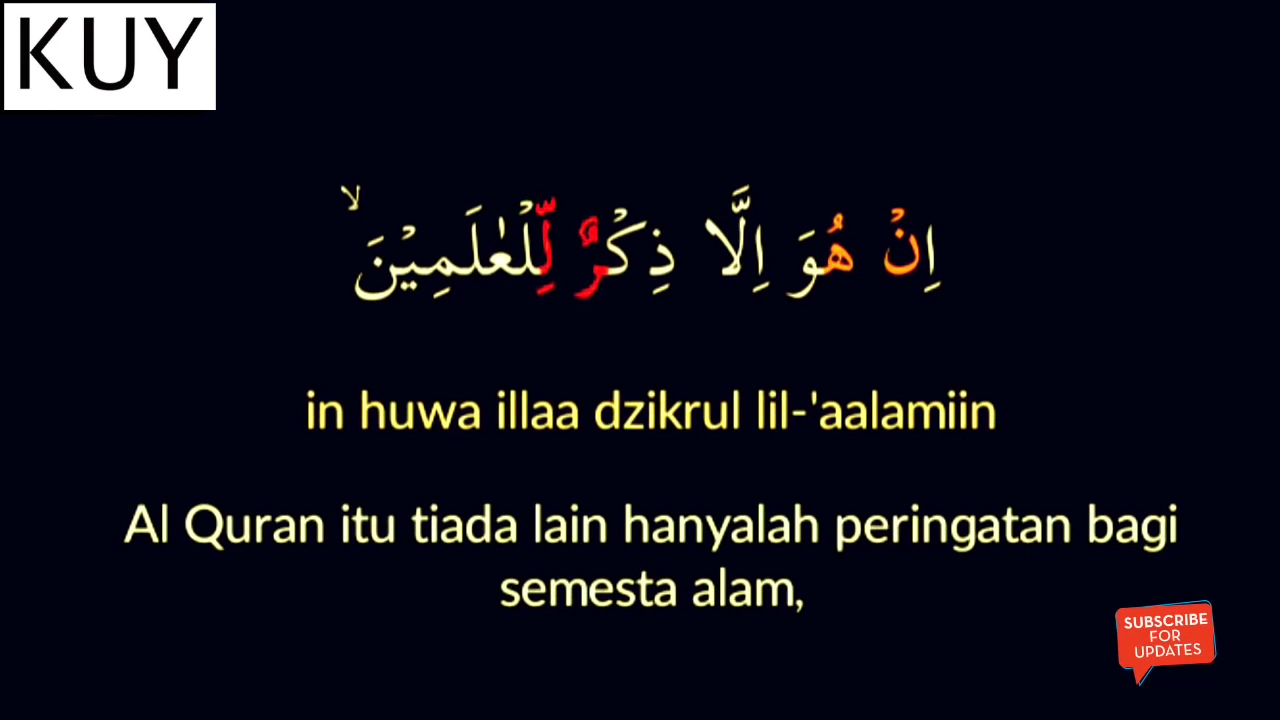 KUY
اِنْ هُوَ اِلَّا ذِكْرٌ لِّلْعٰلَمِيْنَۙ
in huwa illaa dzikrul lil-'aalamiin
Al Quran itu tiada lain hanyalah peringatan bagi
semesta alam,
SUBSCRIBE
FOR
UPDATES